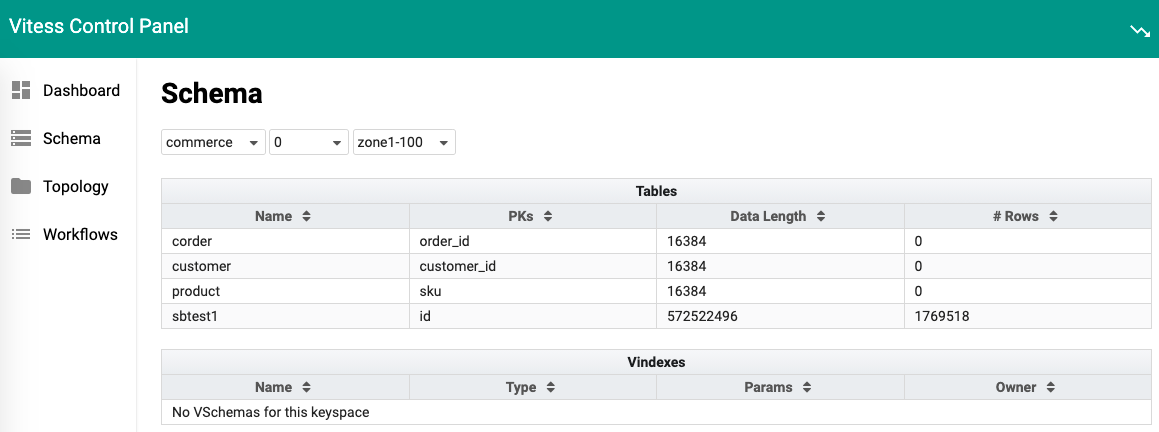 Vitess Control Panel
Dashboard
Schema
Topology
Workflows
Schema
commerce 0 zone1-100
Tables
Name PKs Data Length # Rows
corder order_id 16384 0
customer customer_id 16384 0
product sku 16384 0
sbtest1 id 572522496 1769518
Vindexes
Name Type Params Owner
No VSchemas for this keyspace